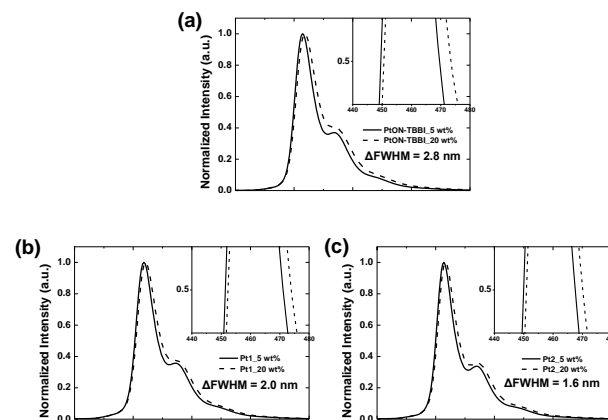 (a)
Normalized Intensity (a.u.)
1.0
0.8
0.6
0.4
0.2
0.0
0.5
440 450 460 470 480
PtON-TBBI_5 wt%
PtON-TBBI_20 wt%
ΔFWHM = 2.8 nm
(b)
Normalized Intensity (a.u.)
1.0
0.8
0.6
0.4
0.2
0.0
0.5
440 450 460 470 480
Pt1_5 wt%
Pt1_20 wt%
ΔFWHM = 2.0 nm
(c)
Normalized Intensity (a.u.)
1.0
0.8
0.6
0.4
0.2
0.0
0.5
440 450 460 470 480
Pt2_5 wt%
Pt2_20 wt%
ΔFWHM = 1.6 nm